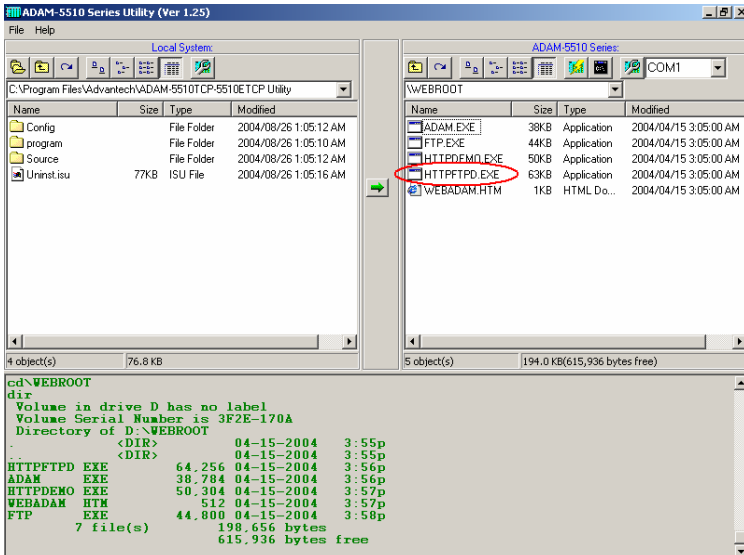 ADAM-5510 Series Utility (Ver 1.25)
File Help
Local System:
ADAM-5510 Series:
COM1
C:\Program Files\Advantech\ADAM-5510TCP-5510ETCP Utility
\WEBROOT
Name Size Type Modified
Config File Folder 2004/08/26 1:05:12 AM
program File Folder 2004/08/26 1:05:10 AM
Source File Folder 2004/08/26 1:05:12 AM
Uninst.isu 77KB ISU File 2004/08/26 1:05:16 AM
Name Size Type Modified
ADAM.EXE 38KB Application 2004/04/15 3:05:00 AM
FTP.EXE 44KB Application 2004/04/15 3:05:00 AM
HTTPDEMO.EXE 50KB Application 2004/04/15 3:05:00 AM
HTTPFTPD.EXE 63KB Application 2004/04/15 3:05:00 AM
WEBADAM.HTM 1KB HTML Do... 2004/04/15 3:05:00 AM
4 object(s) 76.8 KB
5 object(s) 194.0 KB(615,936 bytes free)
cd\WEBROOT
dir
Volume in drive D has no label
Volume Serial Number is 3F2E-170A
Directory of D:\WEBROOT
. <DIR> 04-15-2004 3:55p
.. <DIR> 04-15-2004 3:55p
HTTPFTPD EXE 64,256 04-15-2004 3:56p
ADAM EXE 38,784 04-15-2004 3:56p
HTTPDEMO EXE 50,304 04-15-2004 3:57p
WEBADAM HTM 512 04-15-2004 3:57p
FTP EXE 44,800 04-15-2004 3:58p
7 file(s) 198,656 bytes
615,936 bytes free